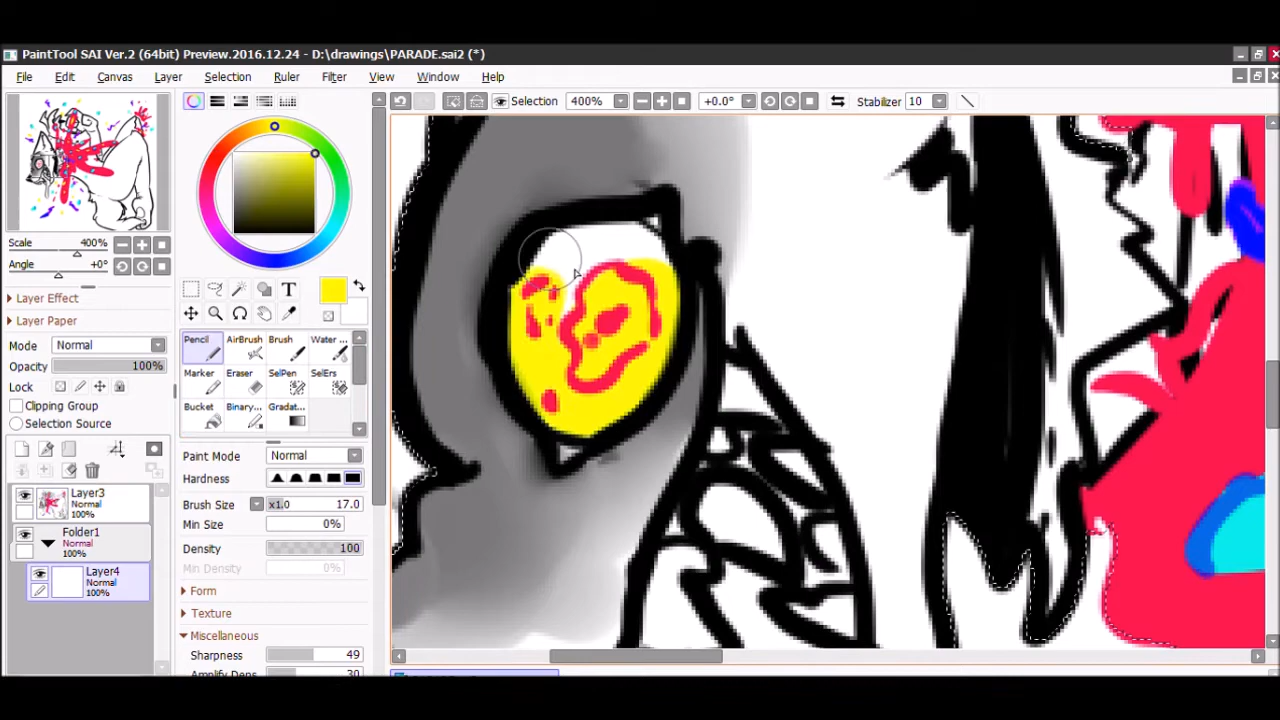 PaintTool SAI Ver.2 (64bit) Preview.2016.12.24 - D:\drawings\PARADE.sai2 (*)
File Edit Canvas Layer Selection Ruler Filter View Window Help
Selection 400% +0.0° Stabilizer 10
Scale 400%
Angle +0°
Layer Effect
Layer Paper
Mode Normal
Opacity 100%
Lock
Clipping Group
Selection Source
Layer3
Normal
100%
Folder1
Normal
100%
Layer4
Normal
100%
T
Pencil AirBrush Brush Water ...
Marker Eraser SelPen SelErs
Bucket Binary... Gradat...
Paint Mode Normal
Hardness
Brush Size x1.0 17.0
Min Size 0%
Density 100
Min Density 0%
Form
Texture
Miscellaneous
Sharpness 49
Amplify Dens 30